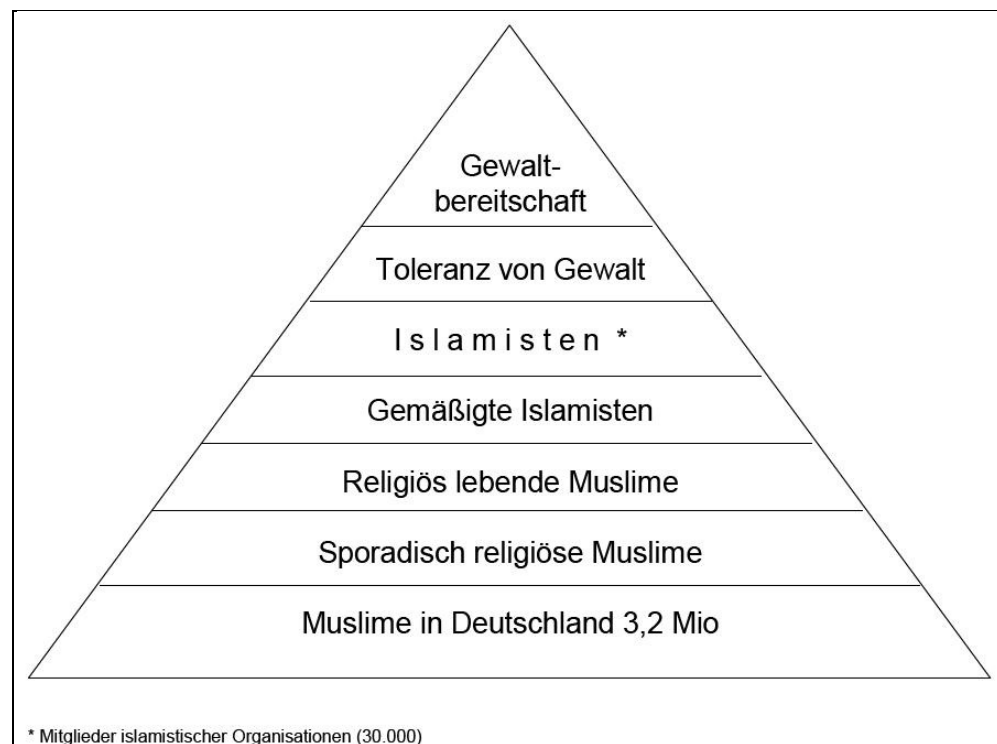 Gewalt-
bereitschaft
Toleranz von Gewalt
Islamisten *
Gemäßigte Islamisten
Religiös lebende Muslime
Sporadisch religiöse Muslime
Muslime in Deutschland 3,2 Mio
* Mitglieder islamistischer Organisationen (30.000)